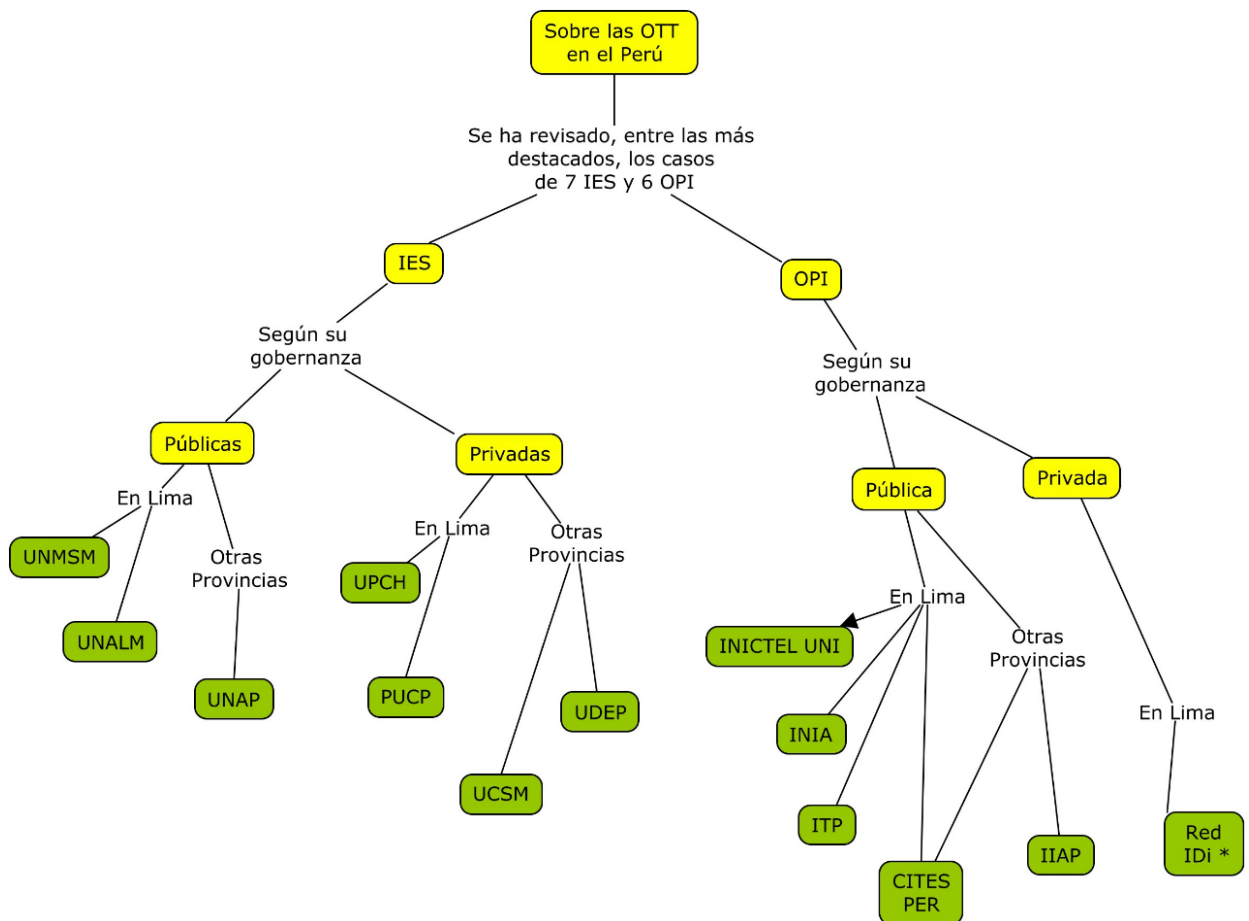 Sobre las OTT
en el Perú
Se ha revisado, entre las más
destacados, los casos
de 7 IES y 6 OPI
IES
OPI
Según su
gobernanza
Según su
gobernanza
Públicas
Privadas
Pública
Privada
En Lima
Otras
Provincias
UNMSM
UNALM
UNAP
En Lima
Otras
Provincias
UPCH
PUCP
UCSM
UDEP
En Lima
Otras
Provincias
INICTEL UNI
INIA
ITP
CITES
PER
IIAP
En Lima
Red
IDi *